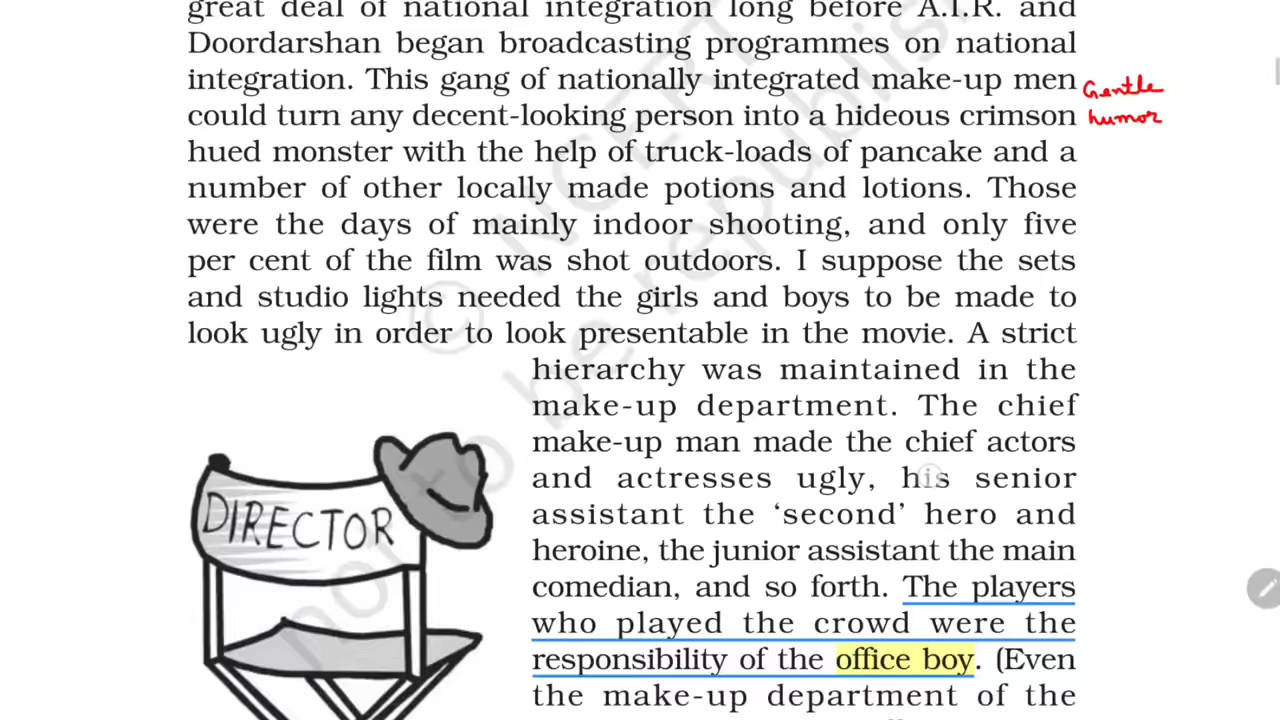 great deal of national integration long before A.I.R. and
Doordarshan began broadcasting programmes on national
integration. This gang of nationally integrated make-up men
could turn any decent-looking person into a hideous crimson
hued monster with the help of truck-loads of pancake and a
number of other locally made potions and lotions. Those
were the days of mainly indoor shooting, and only five
per cent of the film was shot outdoors. I suppose the sets
and studio lights needed the girls and boys to be made to
look ugly in order to look presentable in the movie. A strict
hierarchy was maintained in the
make-up department. The chief
make-up man made the chief actors
and actresses ugly, his senior
assistant the ‘second’ hero and
heroine, the junior assistant the main
comedian, and so forth. The players
who played the crowd were the
responsibility of the office boy. (Even
the make-up department of the
Gentle
humor
DIRECTOR
© NCERT
not to be republis